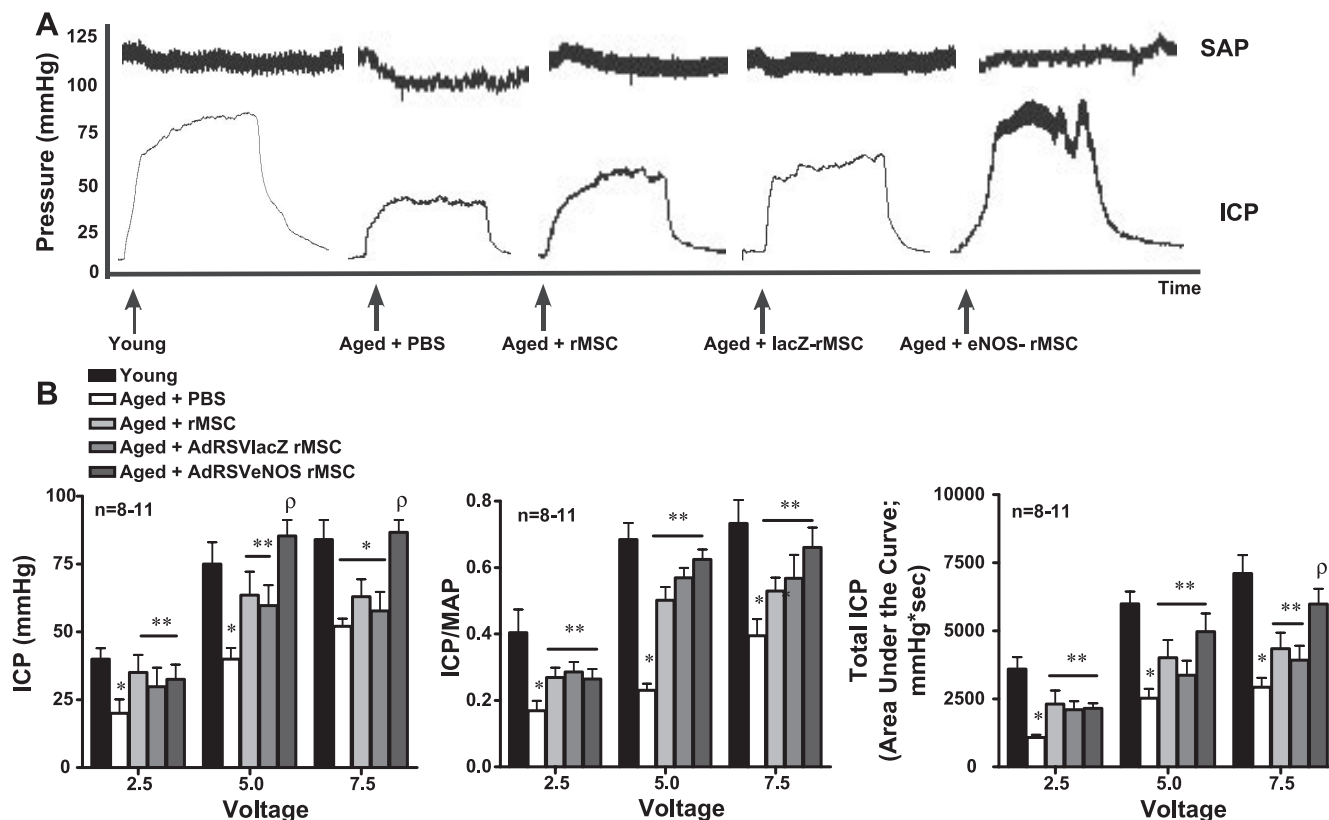 A
Pressure (mmHg)
125
100
75
50
25
0
SAP
ICP
Time
Young
Aged + PBS
Aged + rMSC
Aged + lacZ-rMSC
Aged + eNOS- rMSC
B
Young
Aged + PBS
Aged + rMSC
Aged + AdRSVlacZ rMSC
Aged + AdRSVeNOS rMSC
ICP (mmHg)
100
75
50
25
0
n=8-11
*
**
*
**
ρ
*
ρ
2.5 5.0 7.5
Voltage
ICP/MAP
0.8
0.6
0.4
0.2
0.0
n=8-11
*
**
*
**
*
**
*
2.5 5.0 7.5
Voltage
Total ICP
(Area Under the Curve;
mmHg*sec)
10000
7500
5000
2500
0
n=8-11
*
**
*
**
*
**
ρ
2.5 5.0 7.5
Voltage